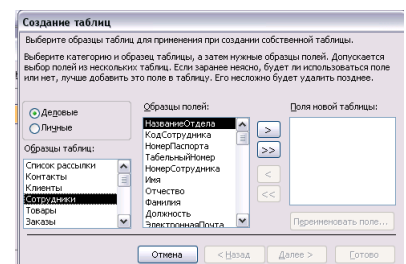 Создание таблиц
Выберите образцы таблиц для применения при создании собственной таблицы.
Выберите категорию и образец таблицы, а затем нужные образцы полей. Допускается
выбор полей из нескольких таблиц. Если заранее неясно, будет ли использоваться поле
или нет, лучше добавить это поле в таблицу. Его несложно будет удалить позднее.
Деловые
Личные
Образцы таблиц:
Список рассылки
Контакты
Клиенты
Сотрудники
Товары
Заказы
Образцы полей:
НазваниеОтдела
КодСотрудника
НомерПаспорта
ТабельныйНомер
НомерСотрудника
Имя
Отчество
Фамилия
Должность
ЭлектроннаяПочта
>
>>
<
<<
Поля новой таблицы:
Переименовать поле...
Отмена
< Назад
Далее >
Готово